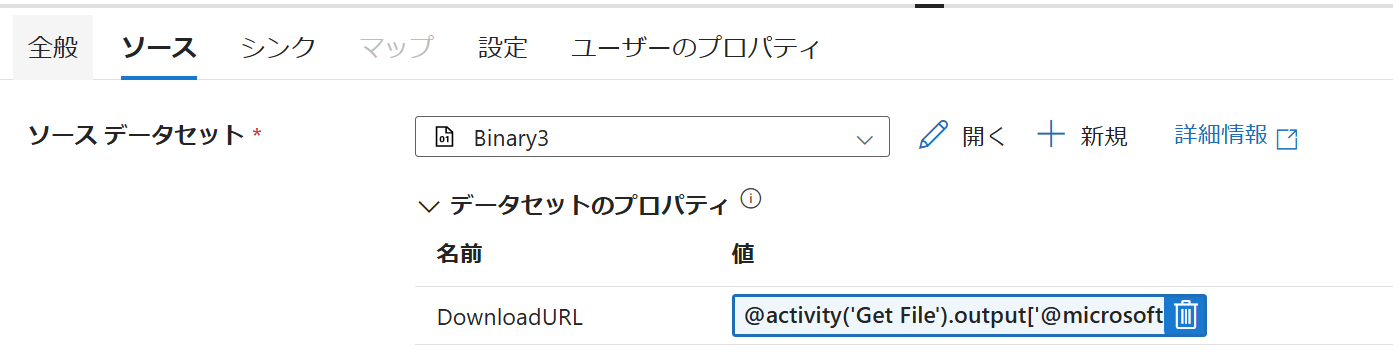 全般 ソース シンク マップ 設定 ユーザーのプロパティ
ソース データセット * Binary3 開く 新規 詳細情報
データセットのプロパティ
名前 値
DownloadURL @activity('Get File').output['@microsoft